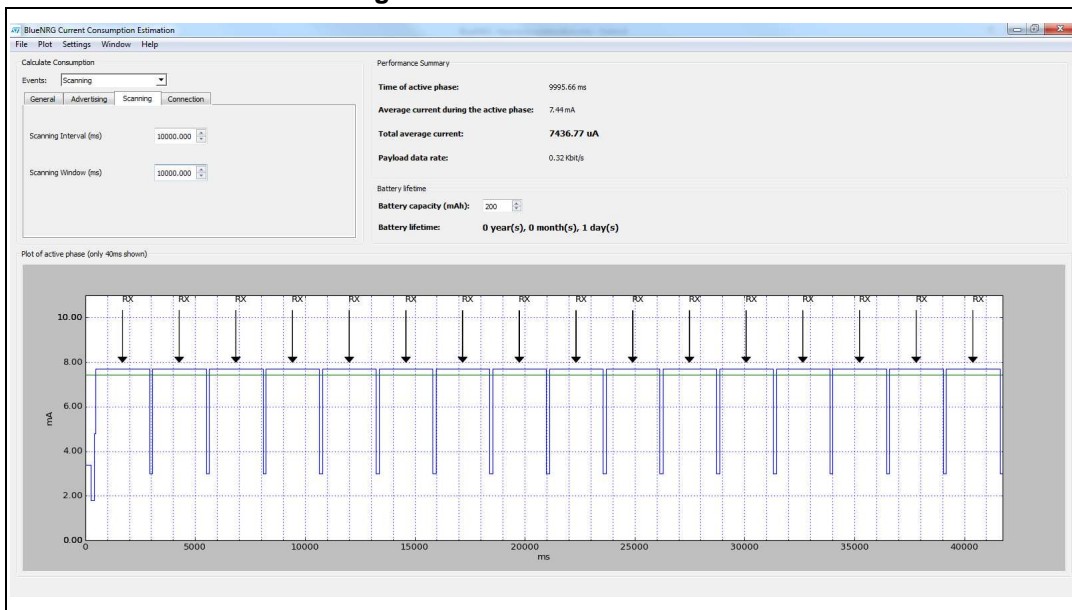 BlueNRG Current Consumption Estimation
File Plot Settings Window Help
Calculate Consumption
Events: Scanning
General Advertising Scanning Connection
Scanning Interval (ms) 10000.000
Scanning Window (ms) 10000.000
Performance Summary
Time of active phase: 9995.66 ms
Average current during the active phase: 7.44 mA
Total average current: 7436.77 uA
Payload data rate: 0.32 Kbit/s
Battery lifetime
Battery capacity (mAh): 200
Battery lifetime: 0 year(s), 0 month(s), 1 day(s)
Plot of active phase (only 40ms shown)
RX RX RX RX RX RX RX RX RX RX RX RX RX RX RX RX
10.00
8.00
6.00
mA
4.00
2.00
0.00
0 5000 10000 15000 20000 25000 30000 35000 40000
ms